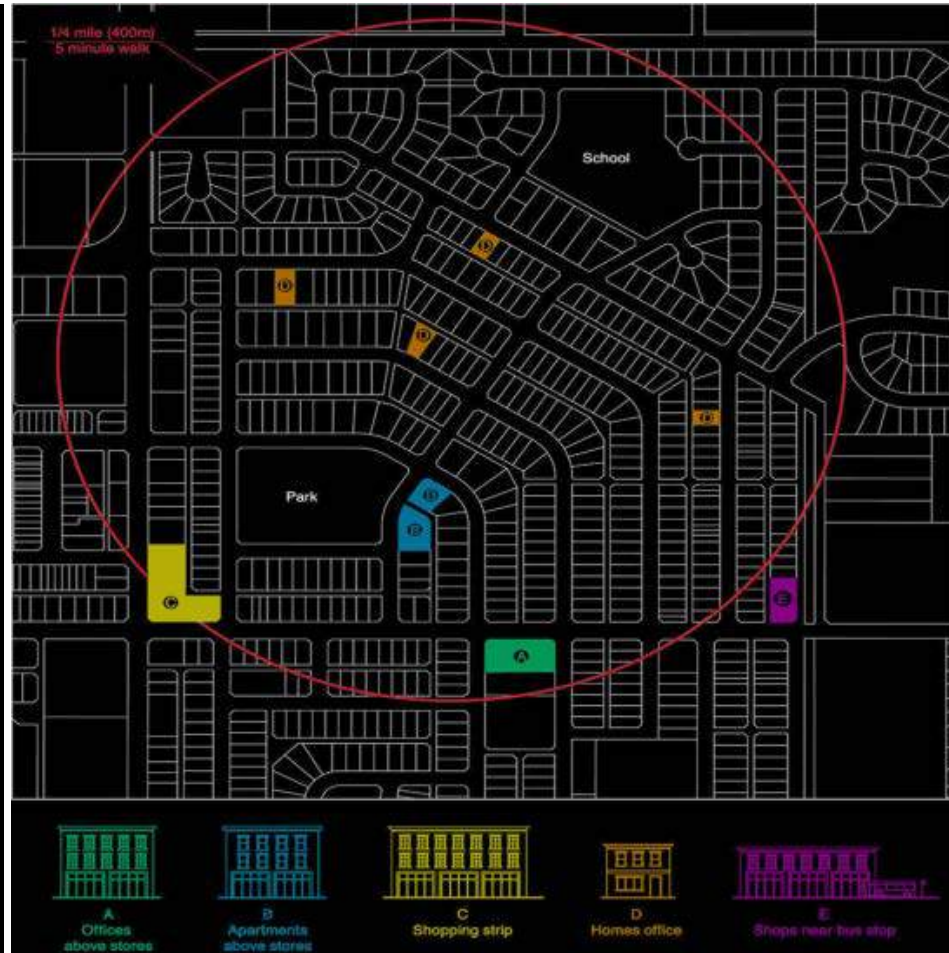 1/4 mile (400m)
5 minute walk
School
D
D
D
D
Park
B
B
C
E
A
A
Offices
above stores
B
Apartments
above stores
C
Shopping strip
D
Homes office
E
Shops near bus stop